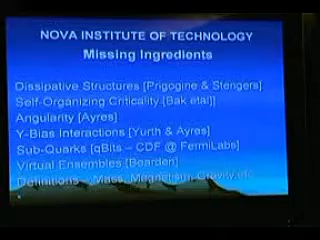 NOVA INSTITUTE OF TECHNOLOGY
Missing Ingredients
Dissipative Structures [Prigogine & Stengers]
Self-Organizing Criticality [Bak etal)]
Angularity [Ayres]
Y-Bias Interactions [Yurth & Ayres]
Sub-Quarks [qBits – CDF @ FermiLabs]
Virtual Ensembles [Bearden]
Definitions – Mass, Magnetism, Gravity,etc